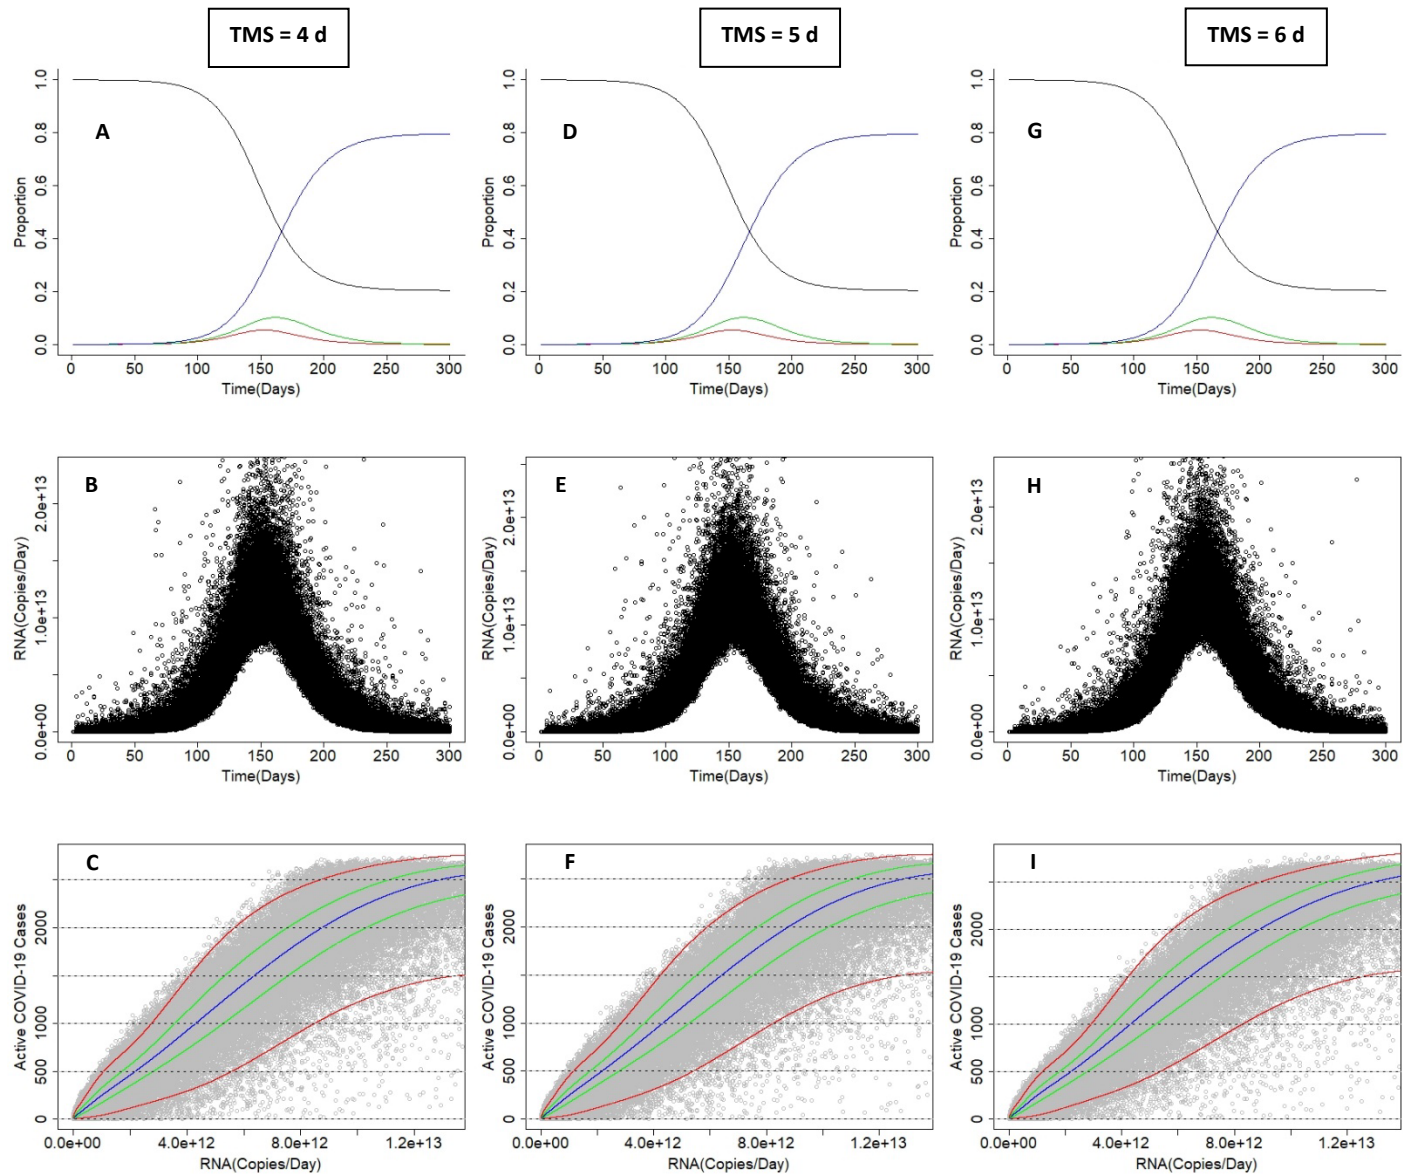 TMS = 4 d
TMS = 5 d
TMS = 6 d
A
Proportion
0.0 0.2 0.4 0.6 0.8 1.0
0 50 100 150 200 250 300
Time(Days)
D
Proportion
0.0 0.2 0.4 0.6 0.8 1.0
0 50 100 150 200 250 300
Time(Days)
G
Proportion
0.0 0.2 0.4 0.6 0.8 1.0
0 50 100 150 200 250 300
Time(Days)
B
RNA(Copies/Day)
0.0e+00 1.0e+13 2.0e+13
0 50 100 150 200 250 300
Time(Days)
E
RNA(Copies/Day)
0.0e+00 1.0e+13 2.0e+13
0 50 100 150 200 250 300
Time(Days)
H
RNA(Copies/Day)
0.0e+00 1.0e+13 2.0e+13
0 50 100 150 200 250 300
Time(Days)
C
Active COVID-19 Cases
0 500 1000 2000
0.0e+00 4.0e+12 8.0e+12 1.2e+13
RNA(Copies/Day)
F
Active COVID-19 Cases
0 500 1000 2000
0.0e+00 4.0e+12 8.0e+12 1.2e+13
RNA(Copies/Day)
I
Active COVID-19 Cases
0 500 1000 2000
0.0e+00 4.0e+12 8.0e+12 1.2e+13
RNA(Copies/Day)